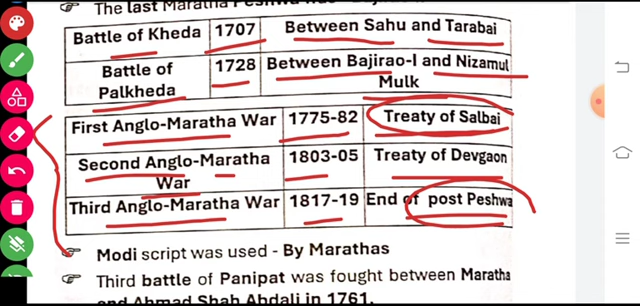 The last Maratha Peshwa was
Battle of Kheda 1707 Between Sahu and Tarabai
Battle of Palkheda 1728 Between Bajirao-I and Nizamul Mulk
First Anglo-Maratha War 1775-82 Treaty of Salbai
Second Anglo-Maratha War 1803-05 Treaty of Devgaon
Third Anglo-Maratha War 1817-19 End of post Peshwa
Modi script was used - By Marathas
Third battle of Panipat was fought between Maratha
and Ahmad Shah Abdali in 1761.